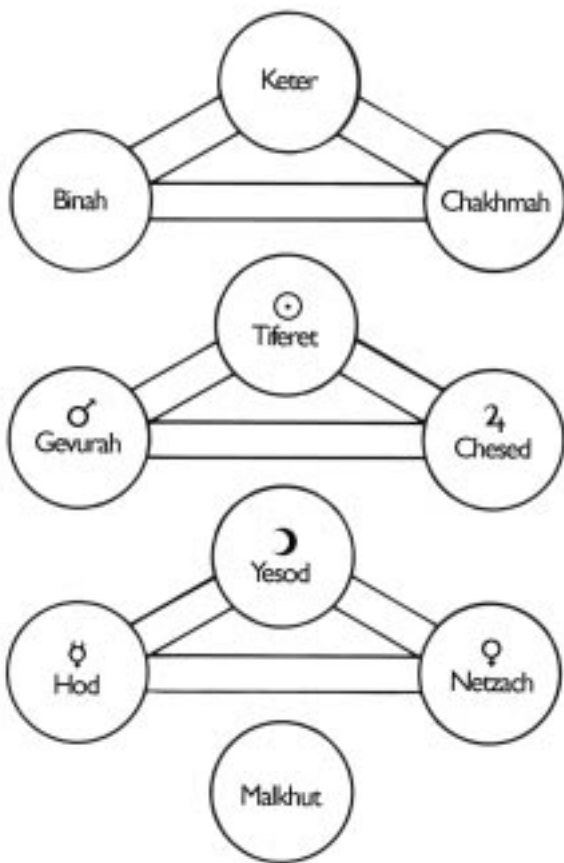 Keter
Binah
Chakhmah
☉
Tiferet
♂
Gevurah
♃
Chesed
☽
Yesod
☿
Hod
♀
Netzach
Malkhut